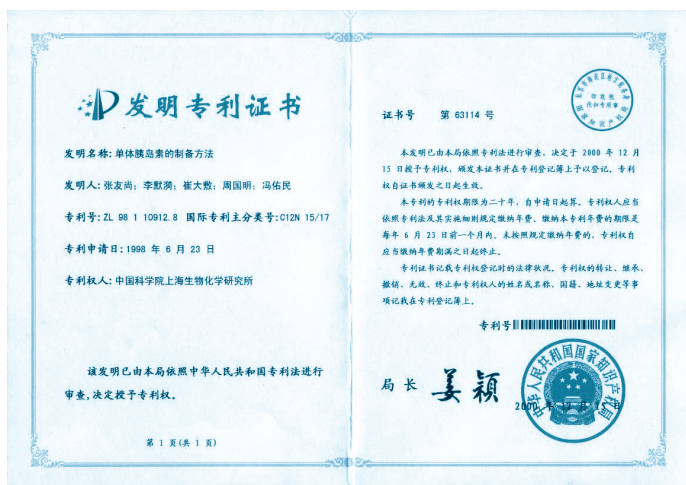 发明专利证书
发明名称:单体胰岛素的制备方法
发明人:张友尚;李默漪;崔大敷;周国明;冯佑民
专利号:ZL 98 1 10912.8 国际专利主分类号:C12N 15/17
专利申请日:1998 年 6 月 23 日
专利权人:中国科学院上海生物化学研究所
该发明已由本局依照中华人民共和国专利法进行
审查,决定授予专利权。
第 1 页(共 1 页)
证书号 第 63114 号
本发明已由本局依照专利法进行审查,决定于 2000 年 12 月
15 日授予专利权,颁发本证书并在专利登记簿上予以登记。专利
权自证书颁发之日起生效。
本专利的专利权期限为二十年,自申请日起算。专利权人应当
依照专利法及其实施细则规定缴纳年费。缴纳本专利年费的期限是
每年 6 月 23 日前一个月内。未按照规定缴纳年费的,专利权自
应当缴纳年费期满之日起终止。
专利证书记载专利权登记时的法律状况。专利权的转让、继承、
撤销、无效、终止和专利权人的姓名或名称、国籍、地址变更等事
项记载在专利登记簿上。
专利号
局长 姜颖
中华人民共和国国家知识产权局
2000 年 12 月 15 日